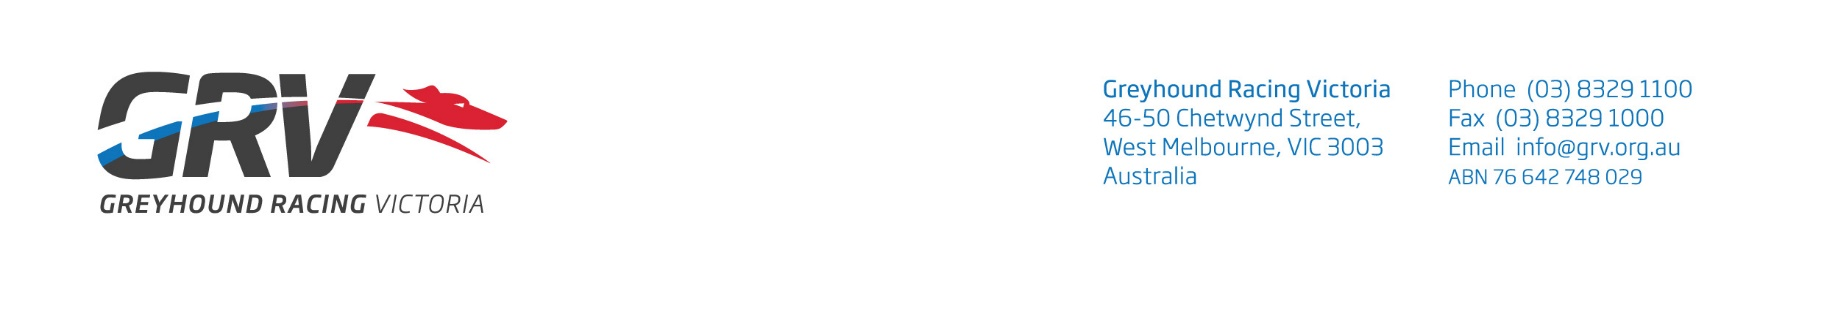 GRV
GREYHOUND RACING VICTORIA
Greyhound Racing Victoria
46-50 Chetwynd Street,
West Melbourne, VIC 3003
Australia
Phone (03) 8329 1100
Fax (03) 8329 1000
Email info@grv.org.au
ABN 76 642 748 029